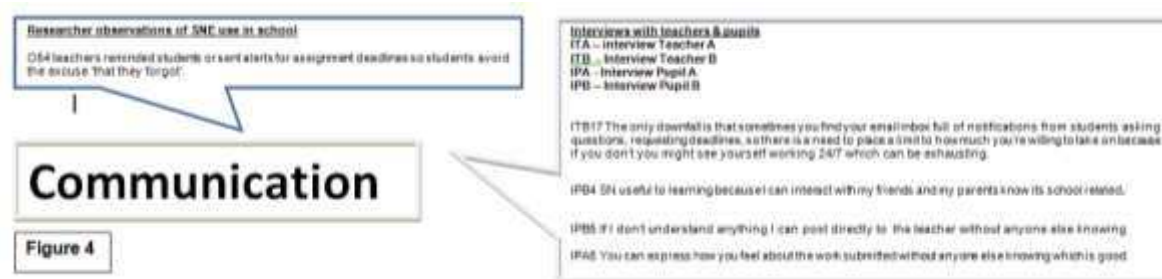 Researcher observations of SNE use in school
OS4 teachers reminded students or sent alerts for assignment deadlines so students avoid
the excuse 'that they forgot'.
Communication
Figure 4
Interviews with teachers & pupils
ITA – interview Teacher A
ITB – Interview Teacher B
IPA - Interview Pupil A
IPB – Interview Pupil B
ITB17 The only downfall is that sometimes you find your email inbox full of notifications from students asking
questions, requesting deadlines, so there is a need to place a limit to how much you're willing to take on because
if you don't you might see yourself working 24/7 which can be exhausting.
IPB4 SN useful to learning because I can interact with my friends and my parents know its school related.
IPB5 If I don't understand anything I can post directly to the teacher without anyone else knowing
IPA6 You can express how you feel about the work submitted without anyone else knowing which is good